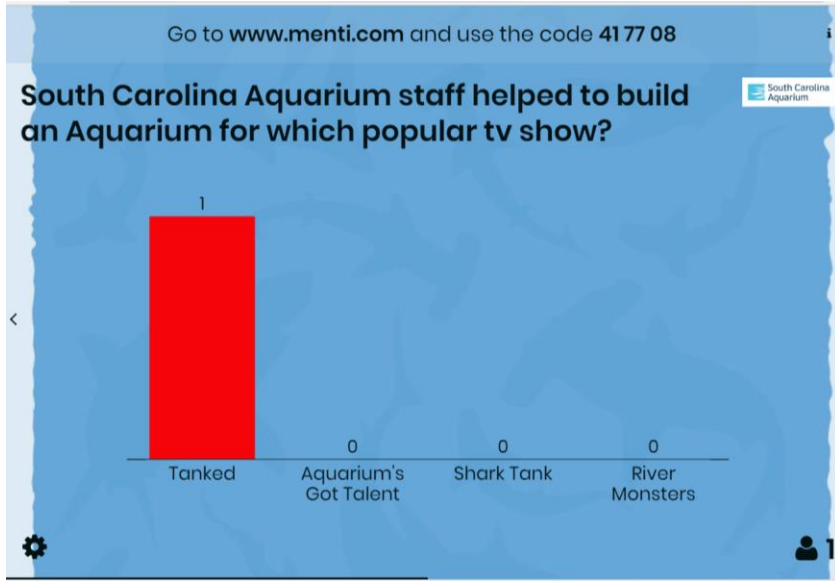 Go to www.menti.com and use the code 41 77 08
South Carolina Aquarium staff helped to build
an Aquarium for which popular tv show?
South Carolina
Aquarium
1
0
0
0
Tanked
Aquarium's
Got Talent
Shark Tank
River
Monsters
1